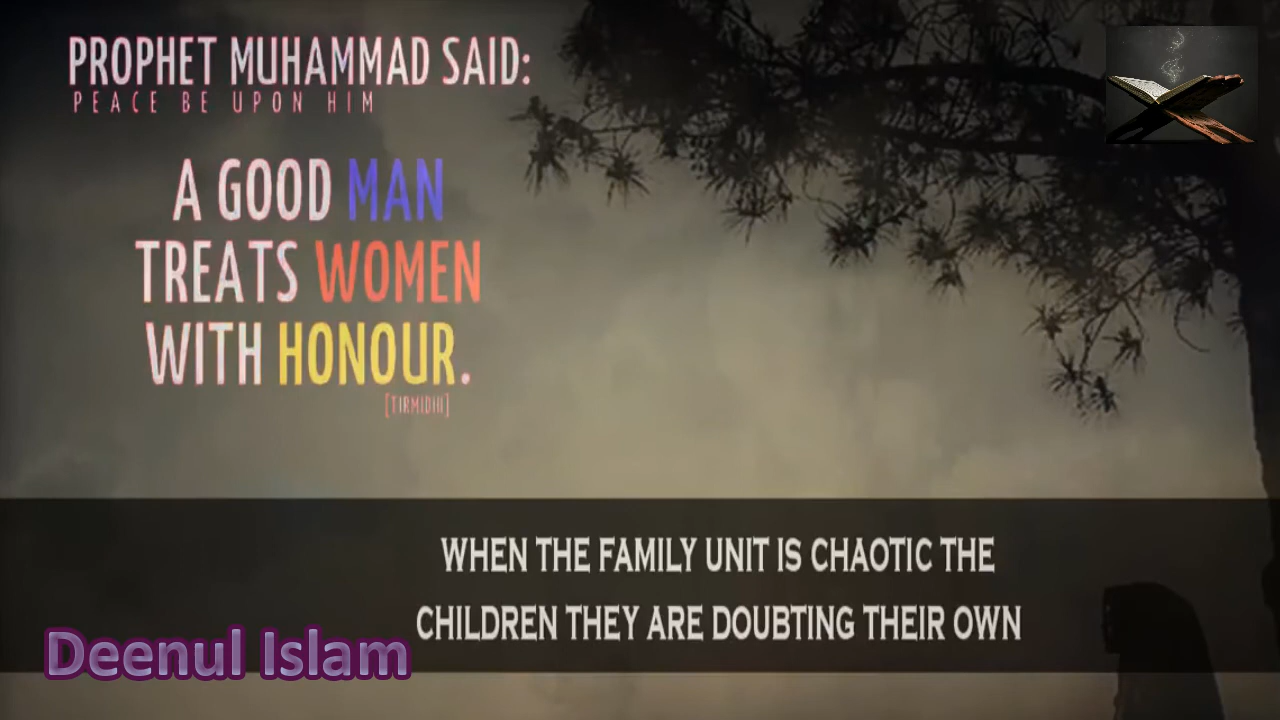 PROPHET MUHAMMAD SAID:
PEACE BE UPON HIM
A GOOD MAN
TREATS WOMEN
WITH HONOUR.
[TIRMIDHI]
WHEN THE FAMILY UNIT IS CHAOTIC THE
CHILDREN THEY ARE DOUBTING THEIR OWN
Deenul Islam